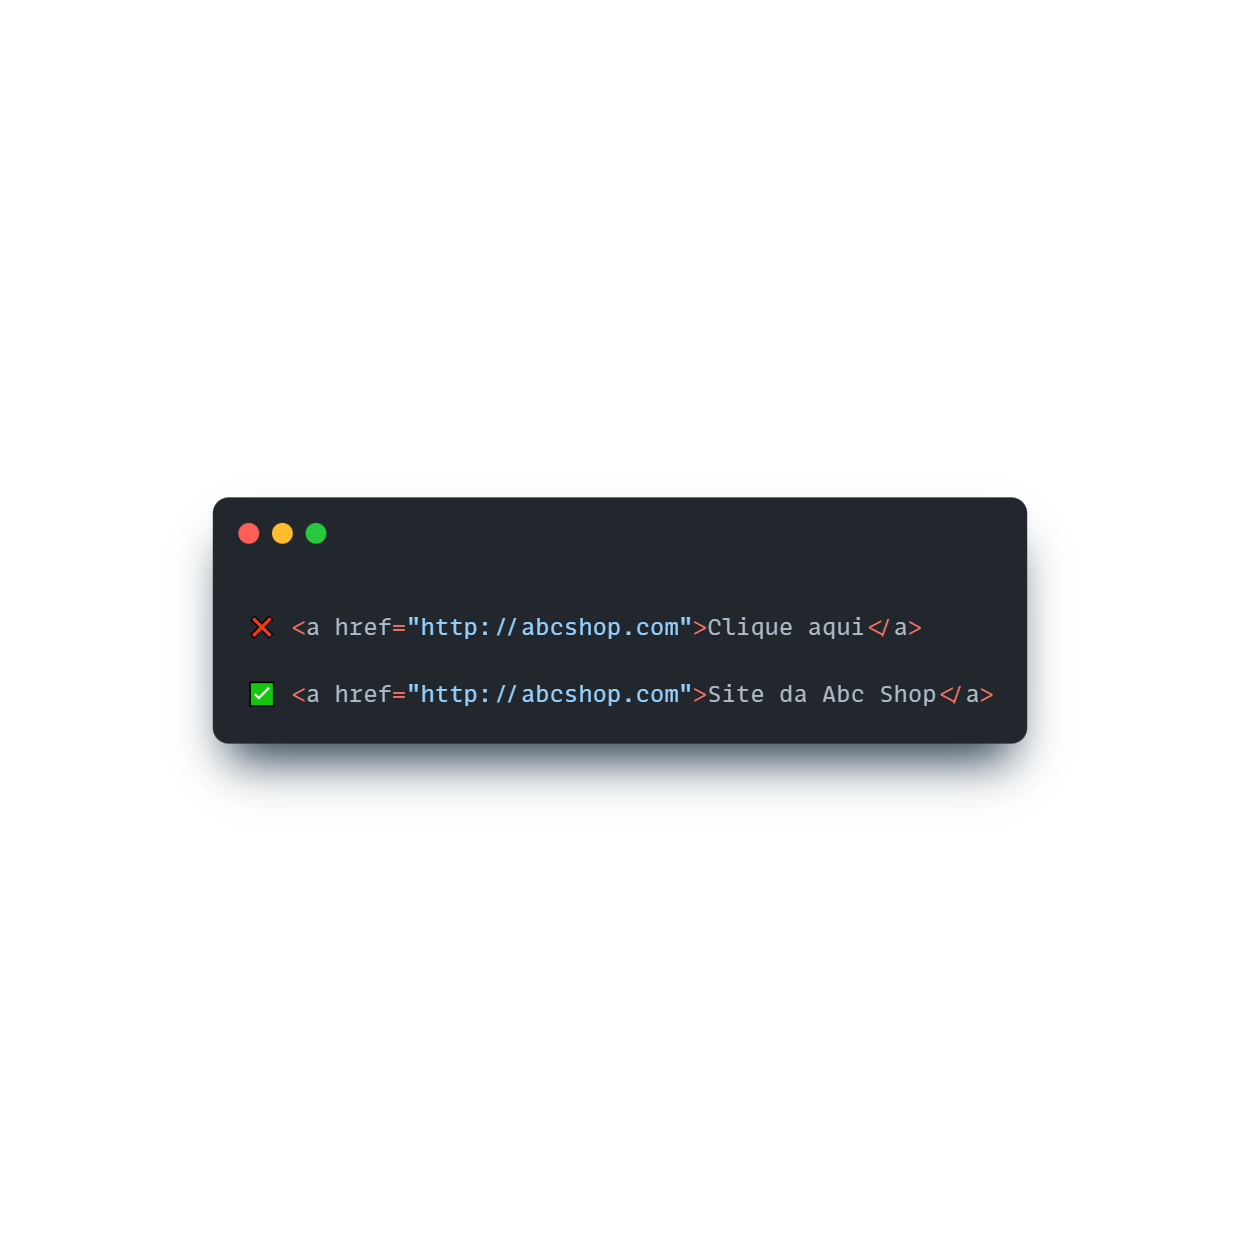 ❌ <a href="http://abcshop.com">Clique aqui</a>
✅ <a href="http://abcshop.com">Site da Abc Shop</a>